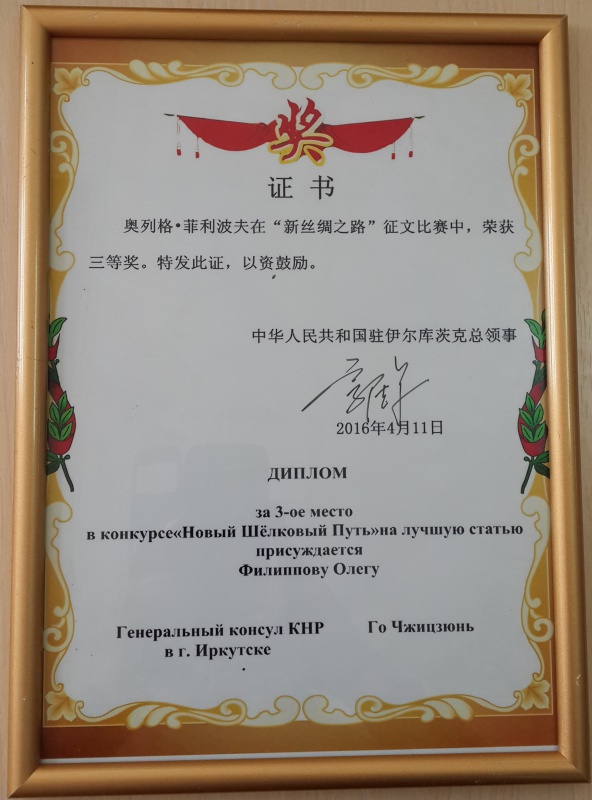 奖
证书
奥列格•菲利波夫在“新丝绸之路”征文比赛中，荣获
三等奖。特发此证，以资鼓励。
中华人民共和国驻伊尔库茨克总领事
2016年4月11日
ДИПЛОМ
за 3-ое место
в конкурсе«Новый Шёлковый Путь»на лучшую статью
присуждается
Филиппову Олегу
Генеральный консул КНР Го Чжицзюнь
в г. Иркутске